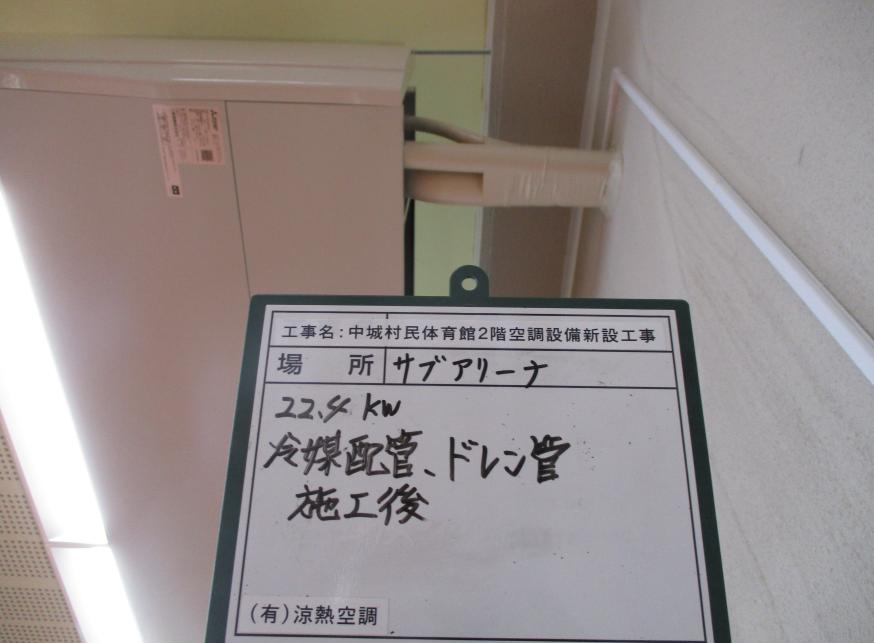 工事名:中城村民体育館2階空調設備新設工事
場 所 サブアリーナ
22.4 kw
冷媒配管、ドレン管
施工後
(有)涼熱空調